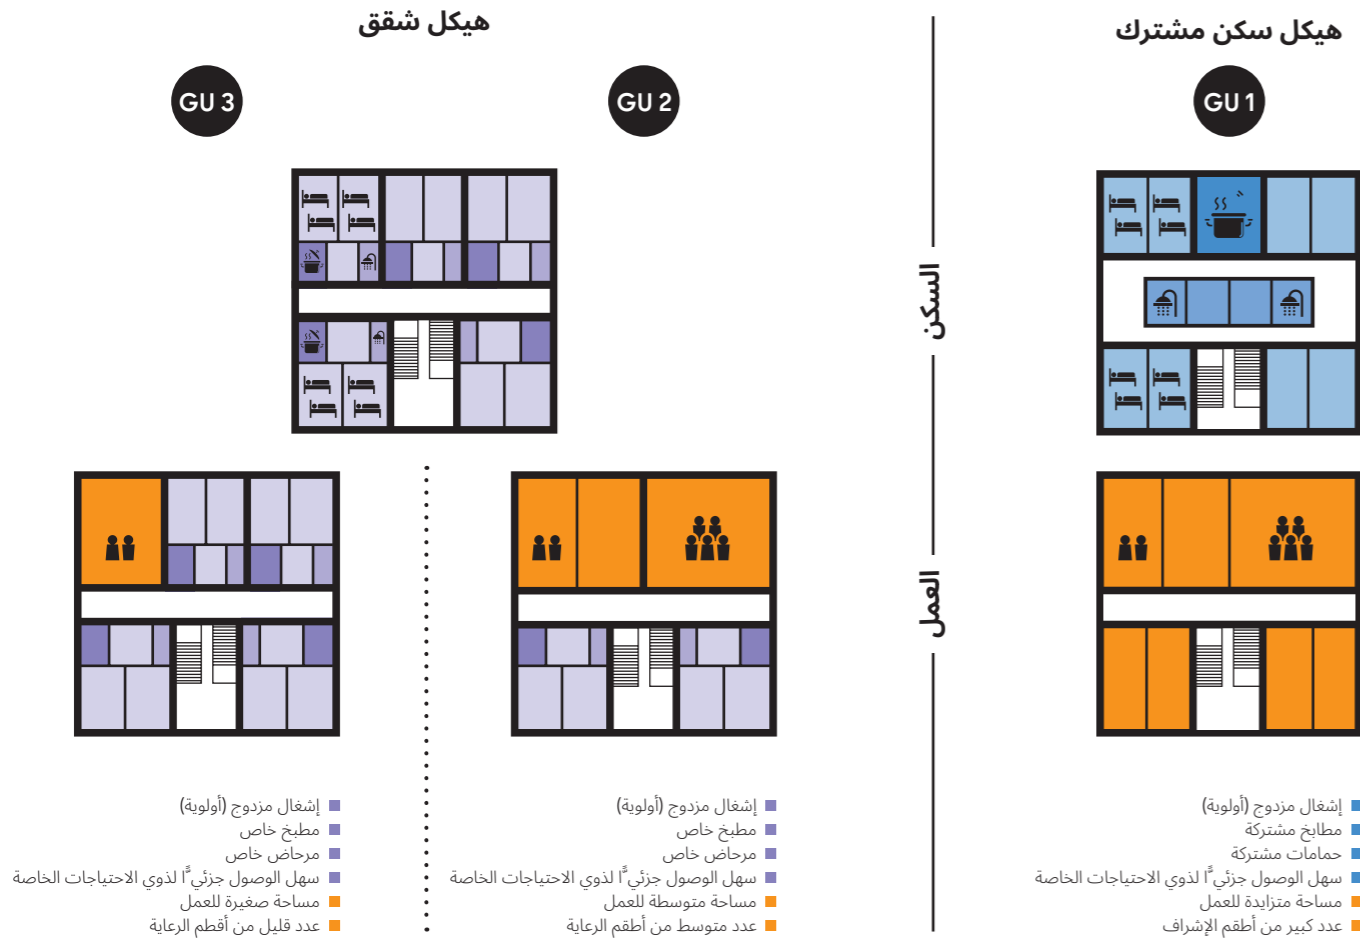 هيكل سكن مشترك
هيكل شقق
GU 1
GU 2
GU 3
السكن
العمل
إشغال مزدوج (أولوية)
مطابخ مشتركة
حمامات مشتركة
سهل الوصول جزئيًّا لذوي الاحتياجات الخاصة
مساحة متزايدة للعمل
عدد كبير من أطقم الإشراف
إشغال مزدوج (أولوية)
مطبخ خاص
مرحاض خاص
سهل الوصول جزئيًّا لذوي الاحتياجات الخاصة
مساحة متوسطة للعمل
عدد متوسط من أطقم الرعاية
إشغال مزدوج (أولوية)
مطبخ خاص
مرحاض خاص
سهل الوصول جزئيًّا لذوي الاحتياجات الخاصة
مساحة صغيرة للعمل
عدد قليل من أقطم الرعاية